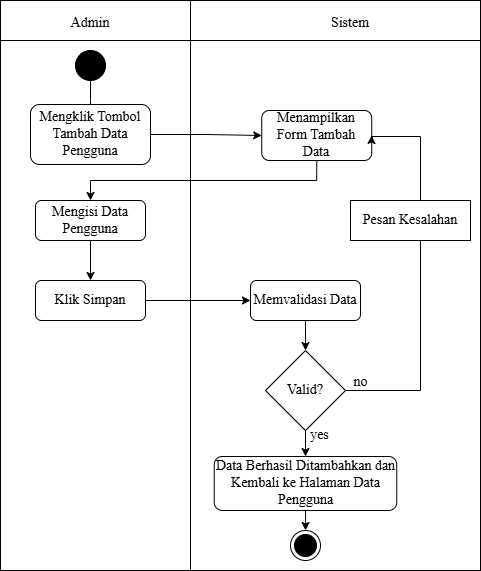 Admin
Sistem
Mengklik Tombol
Tambah Data
Pengguna
Menampilkan
Form Tambah
Data
Mengisi Data
Pengguna
Pesan Kesalahan
Klik Simpan
Memvalidasi Data
Valid?
no
yes
Data Berhasil Ditambahkan dan
Kembali ke Halaman Data
Pengguna